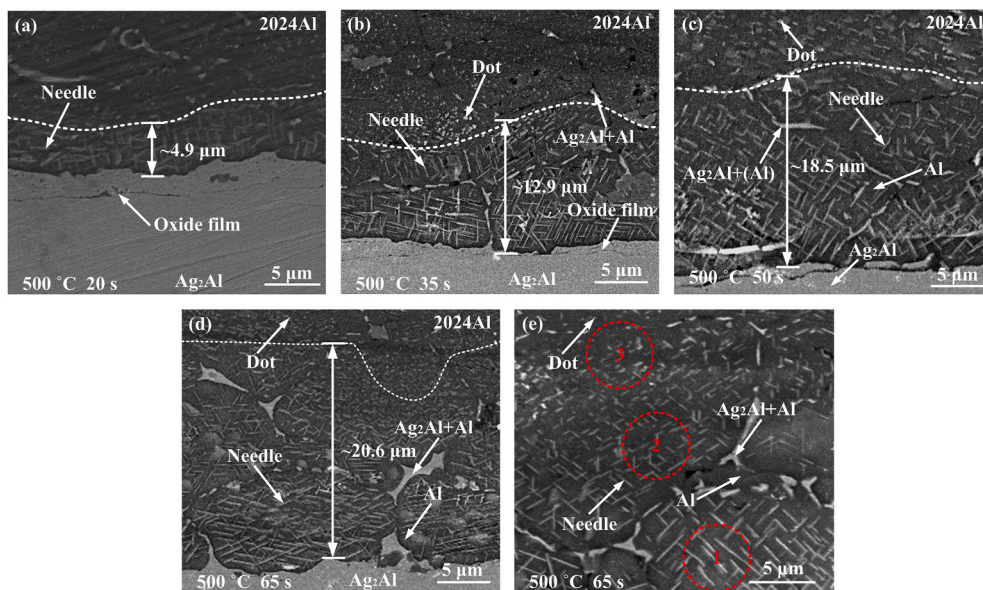 (a)
2024Al
Needle
~4.9 μm
Oxide film
5 μm
500 °C 20 s
Ag₂Al
(b)
2024Al
Dot
Needle
Ag₂Al+Al
~12.9 μm
Oxide film
5 μm
500 °C 35 s
Ag₂Al
(c)
2024Al
Dot
Needle
Ag₂Al+(Al)
~18.5 μm
Al
Ag₂Al
500 °C 50 s
5 μm
(d)
2024Al
Dot
Ag₂Al+Al
~20.6 μm
Needle
Al
500 °C 65 s
Ag₂Al
5 μm
(e)
Dot
3
Ag₂Al+Al
2
Al
Needle
1
5 μm
500 °C 65 s